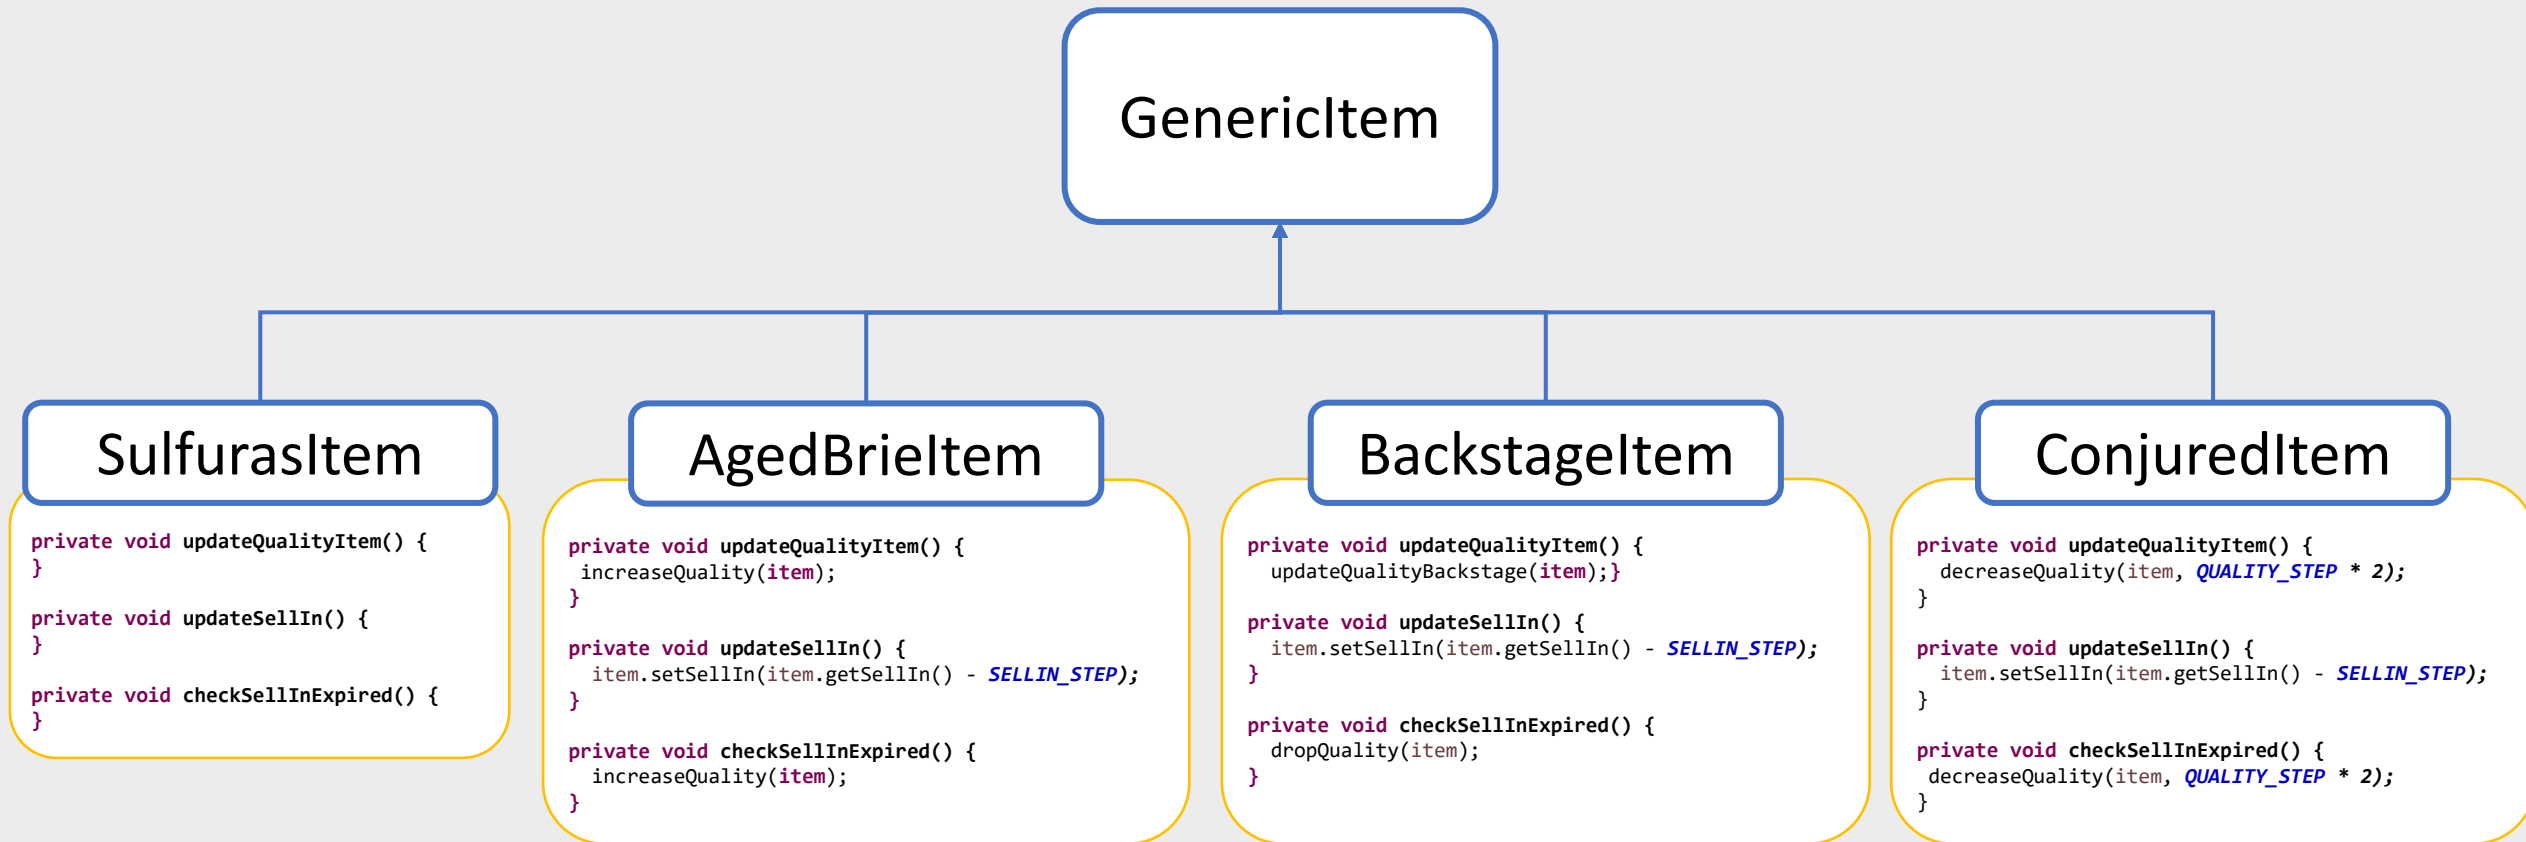 GenericItem
SulfurasItem
private void updateQualityItem() {
}
private void updateSellIn() {
}
private void checkSellInExpired() {
}
AgedBrieItem
private void updateQualityItem() {
increaseQuality(item);
}
private void updateSellIn() {
item.setSellIn(item.getSellIn() - SELLIN_STEP);
}
private void checkSellInExpired() {
increaseQuality(item);
}
BackstageItem
private void updateQualityItem() {
updateQualityBackstage(item);}
private void updateSellIn() {
item.setSellIn(item.getSellIn() - SELLIN_STEP);
}
private void checkSellInExpired() {
dropQuality(item);
}
ConjuredItem
private void updateQualityItem() {
decreaseQuality(item, QUALITY_STEP * 2);
}
private void updateSellIn() {
item.setSellIn(item.getSellIn() - SELLIN_STEP);
}
private void checkSellInExpired() {
decreaseQuality(item, QUALITY_STEP * 2);
}